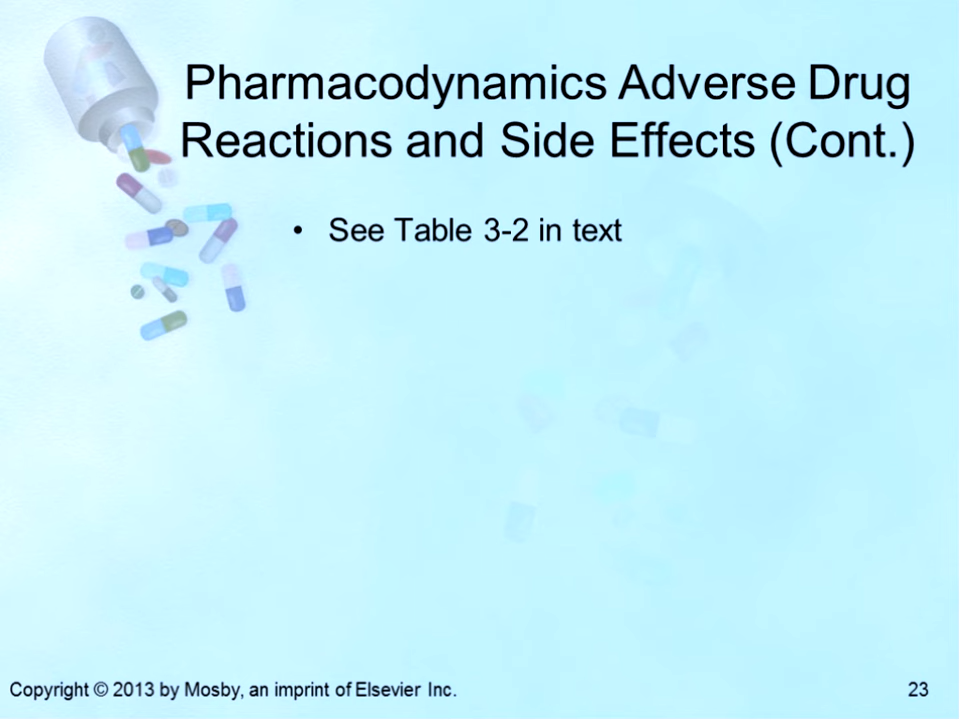 Pharmacodynamics Adverse Drug
Reactions and Side Effects (Cont.)
• See Table 3-2 in text
Copyright © 2013 by Mosby, an imprint of Elsevier Inc.
23